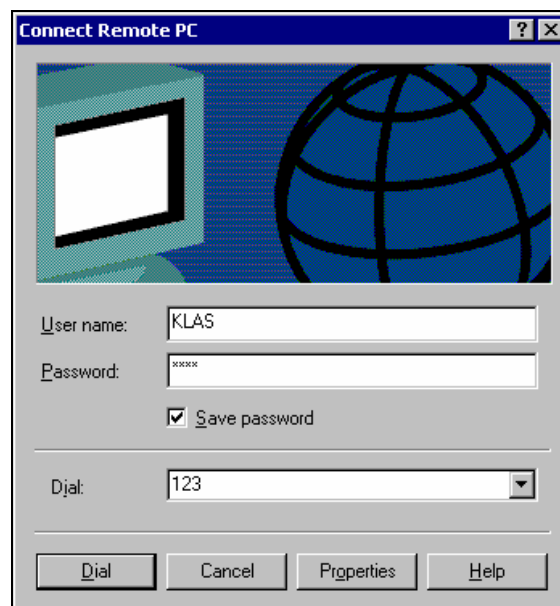 Connect Remote PC
User name: KLAS
Password: ****
Save password
Dial: 123
Dial Cancel Properties Help